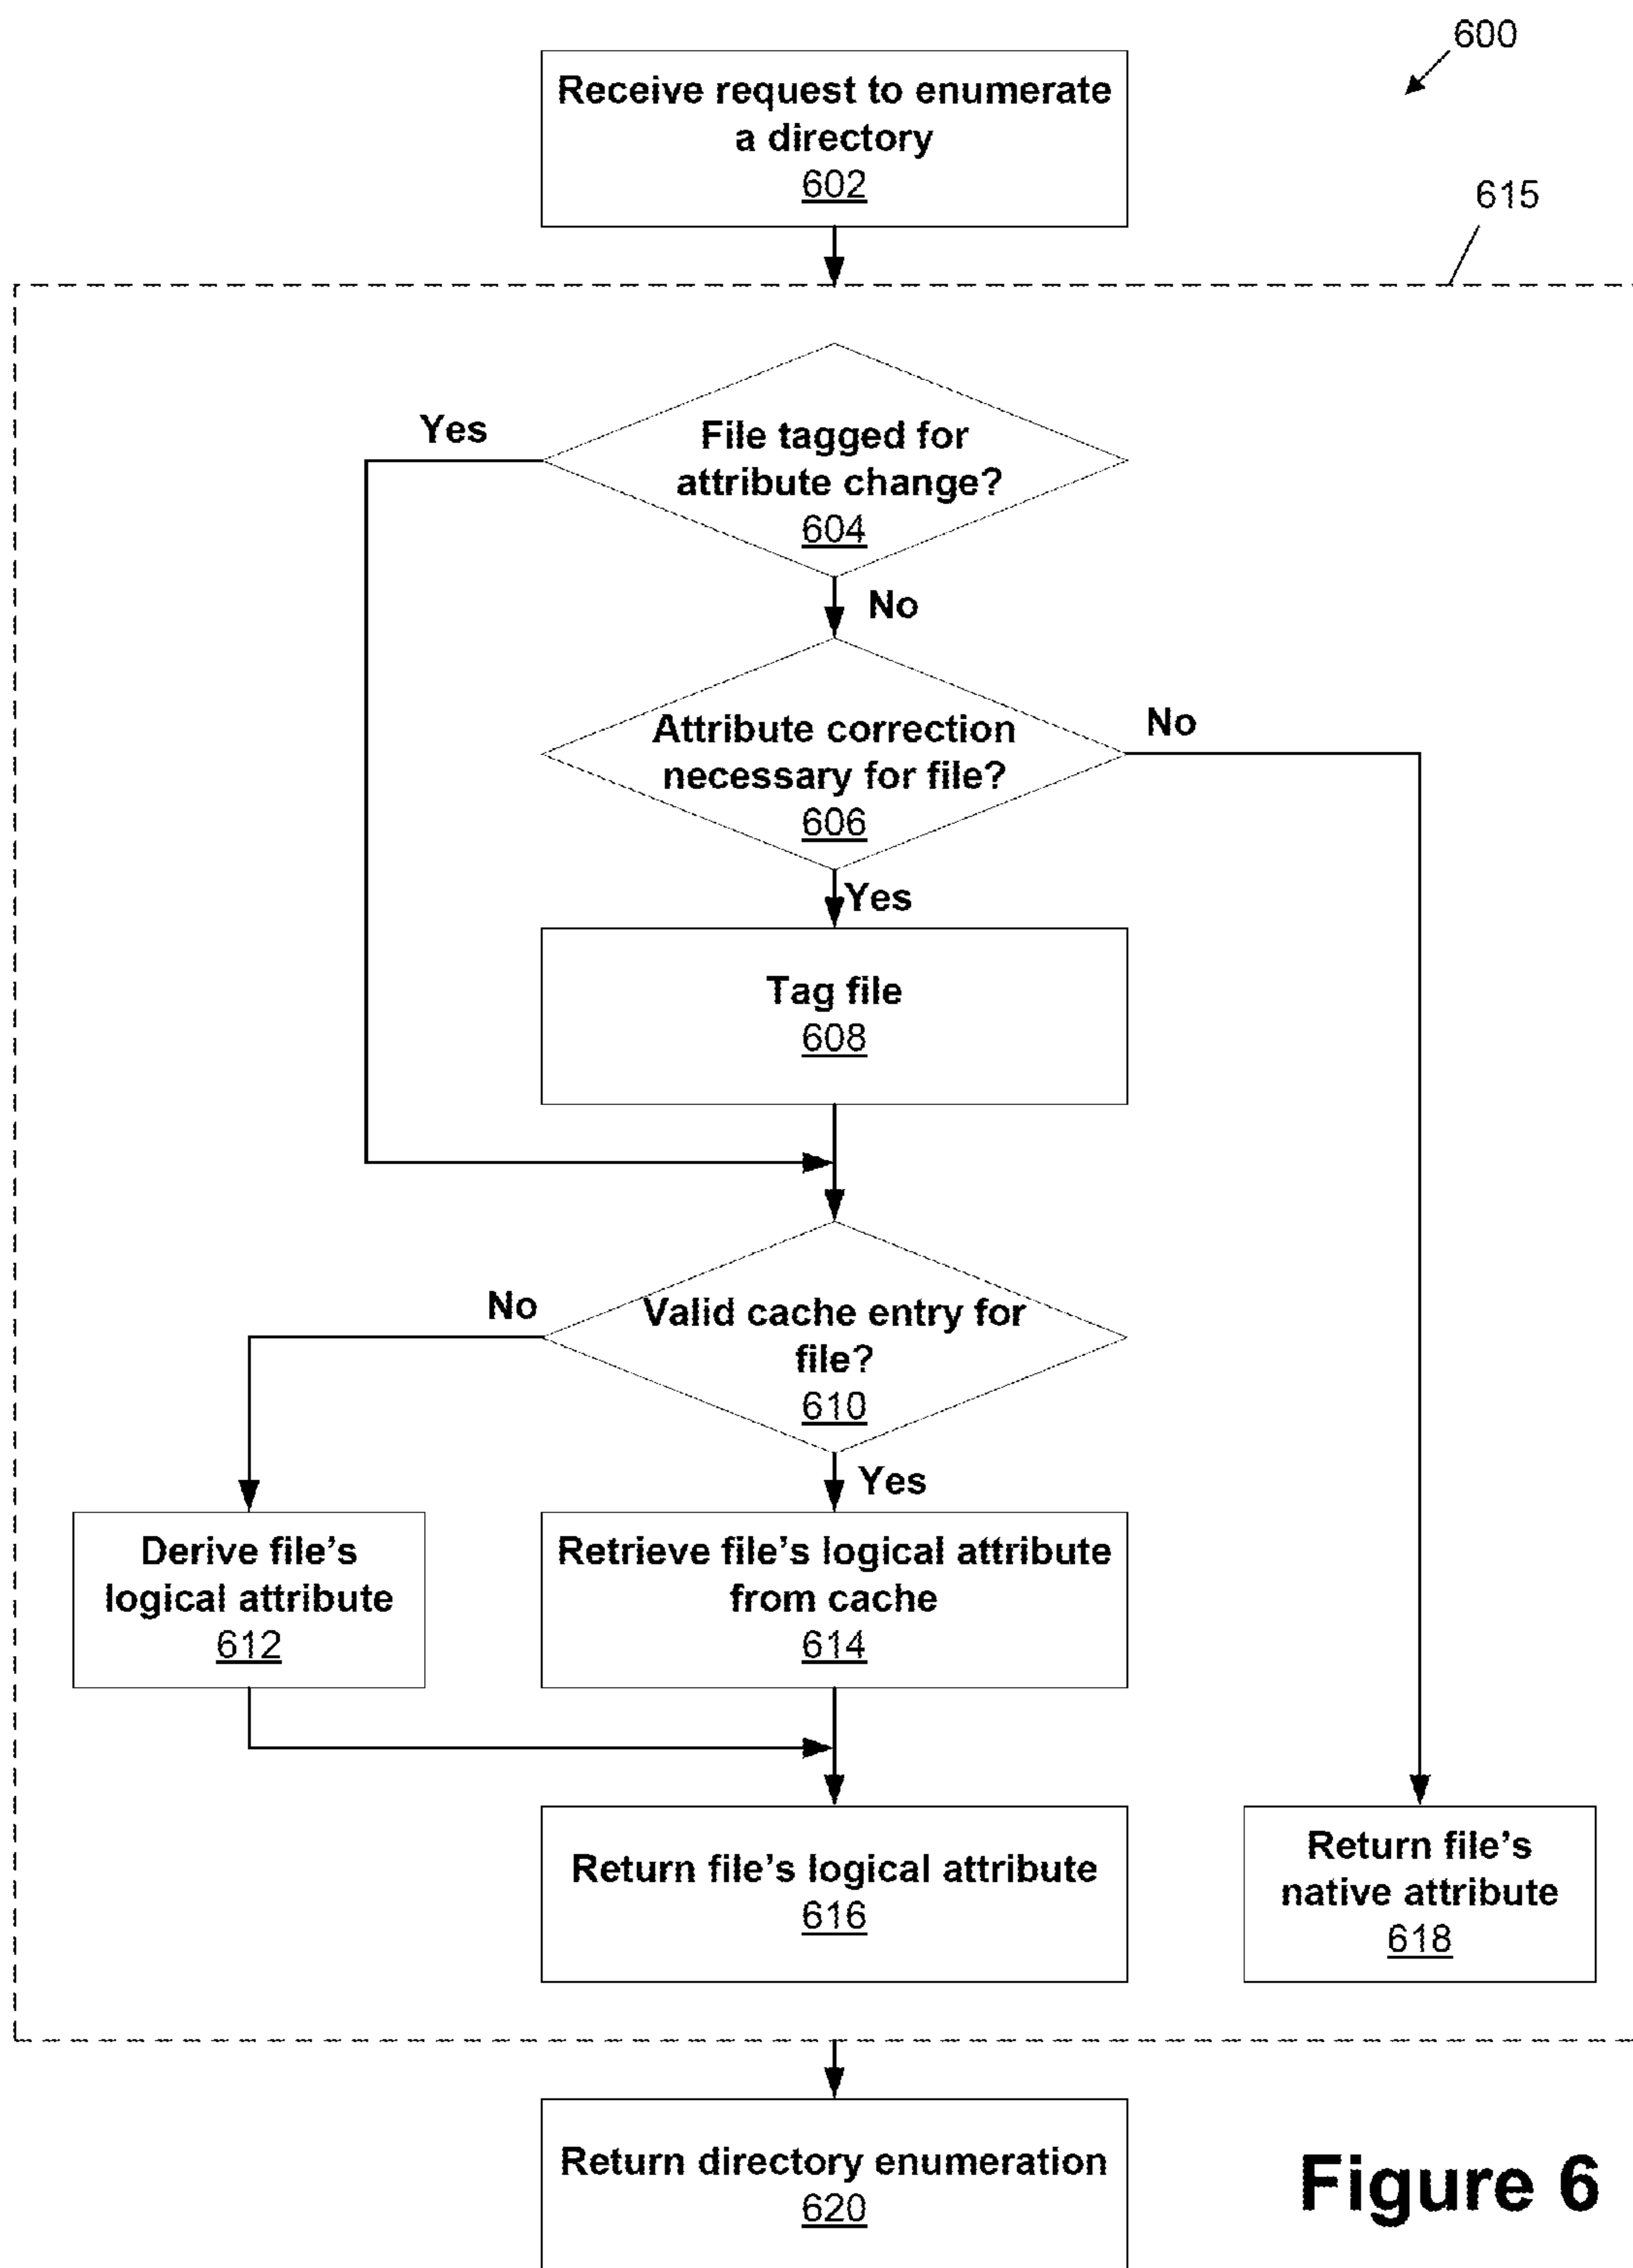 600
Receive request to enumerate
a directory
602
615
Yes
File tagged for
attribute change?
604
No
Attribute correction
necessary for file?
606
No
Yes
Tag file
608
No
Valid cache entry for
file?
610
Yes
Derive file's
logical attribute
612
Retrieve file's logical attribute
from cache
614
Return file's logical attribute
616
Return file's
native attribute
618
Return directory enumeration
620
Figure 6